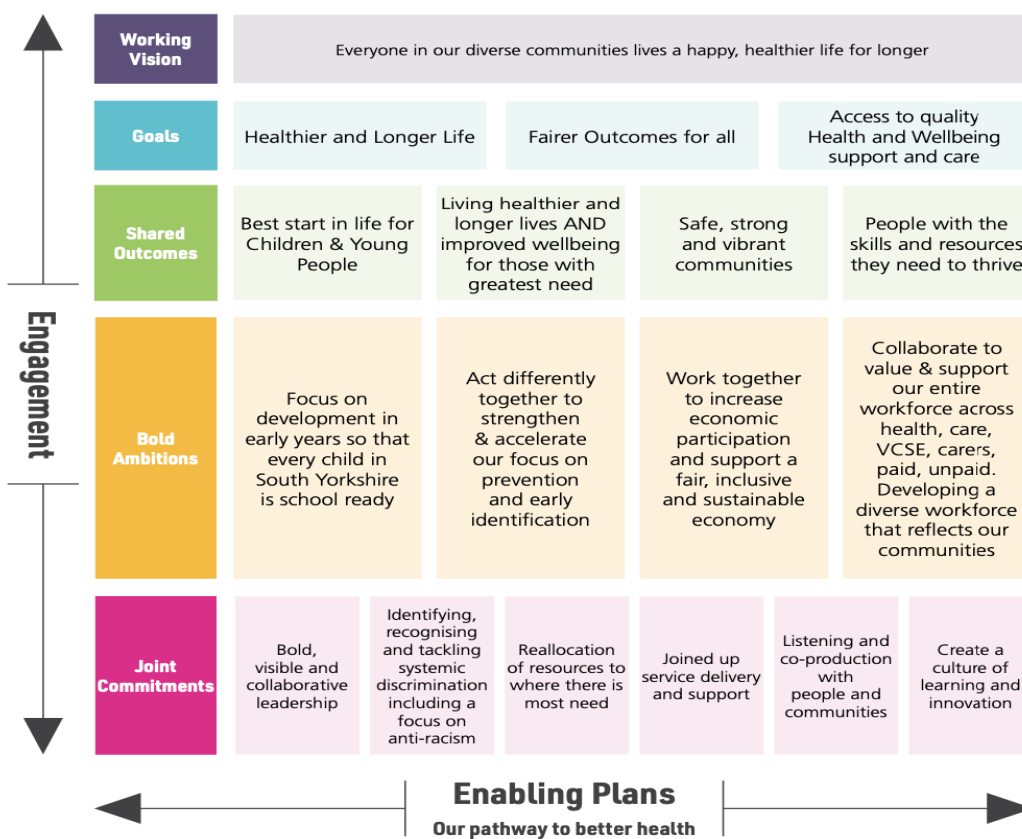 Working
Vision
Everyone in our diverse communities lives a happy, healthier life for longer
Goals
Healthier and Longer Life
Fairer Outcomes for all
Access to quality
Health and Wellbeing
support and care
Shared
Outcomes
Best start in life for
Children & Young
People
Living healthier and
longer lives AND
improved wellbeing
for those with
greatest need
Safe, strong
and vibrant
communities
People with the
skills and resources
they need to thrive
Engagement
Bold
Ambitions
Focus on
development in
early years so that
every child in
South Yorkshire
is school ready
Act differently
together to
strengthen
& accelerate
our focus on
prevention
and early
identification
Work together
to increase
economic
participation
and support a
fair, inclusive
and sustainable
economy
Collaborate to
value & support
our entire
workforce across
health, care,
VCSE, carers,
paid, unpaid.
Developing a
diverse workforce
that reflects our
communities
Joint
Commitments
Bold,
visible and
collaborative
leadership
Identifying,
recognising
and tackling
systemic
discrimination
including a
focus on
anti-racism
Reallocation
of resources to
where there is
most need
Joined up
service delivery
and support
Listening and
co-production
with
people and
communities
Create a
culture of
learning and
innovation
Enabling Plans
Our pathway to better health